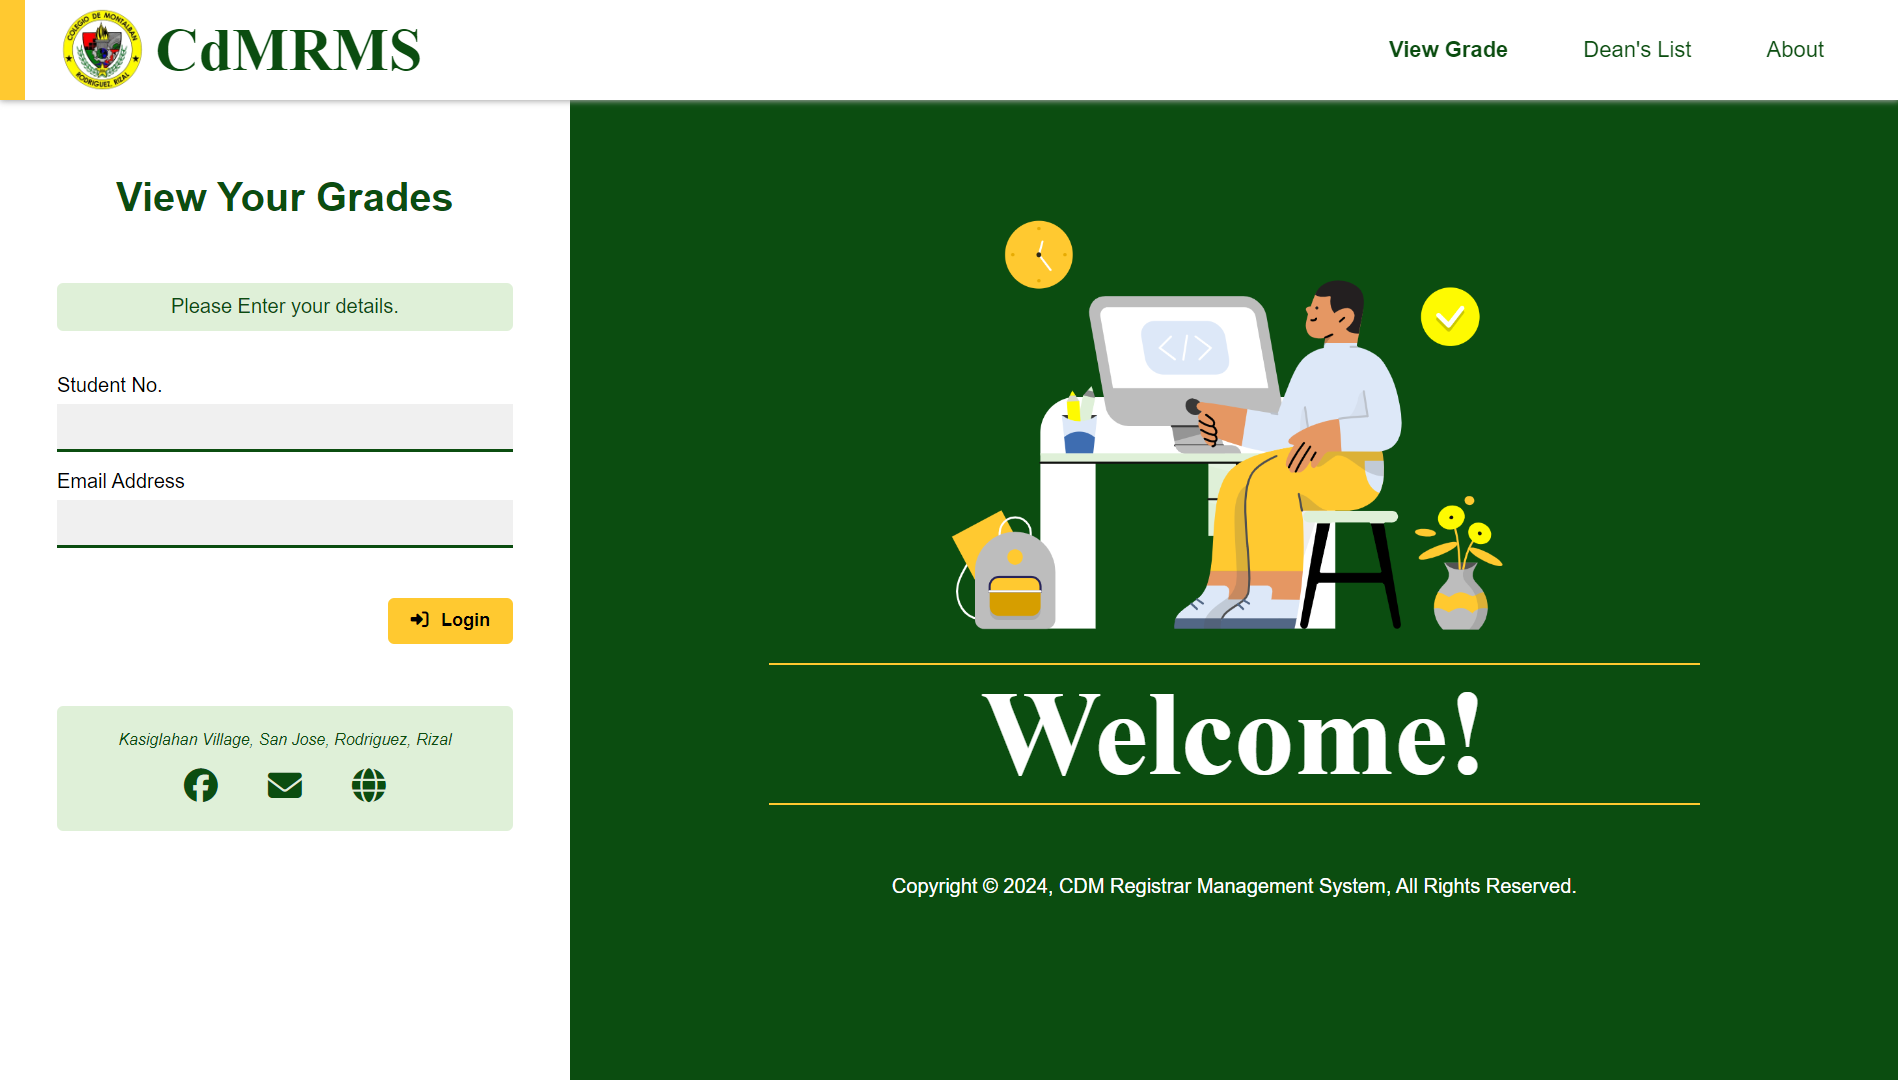 COLEGIO DE MONTALBAN
RODRIGUEZ, RIZAL
CdMRMS
View Grade
Dean's List
About
View Your Grades
Please Enter your details.
Student No.
Email Address
Login
Kasiglahan Village, San Jose, Rodriguez, Rizal
</>
Welcome!
Copyright © 2024, CDM Registrar Management System, All Rights Reserved.